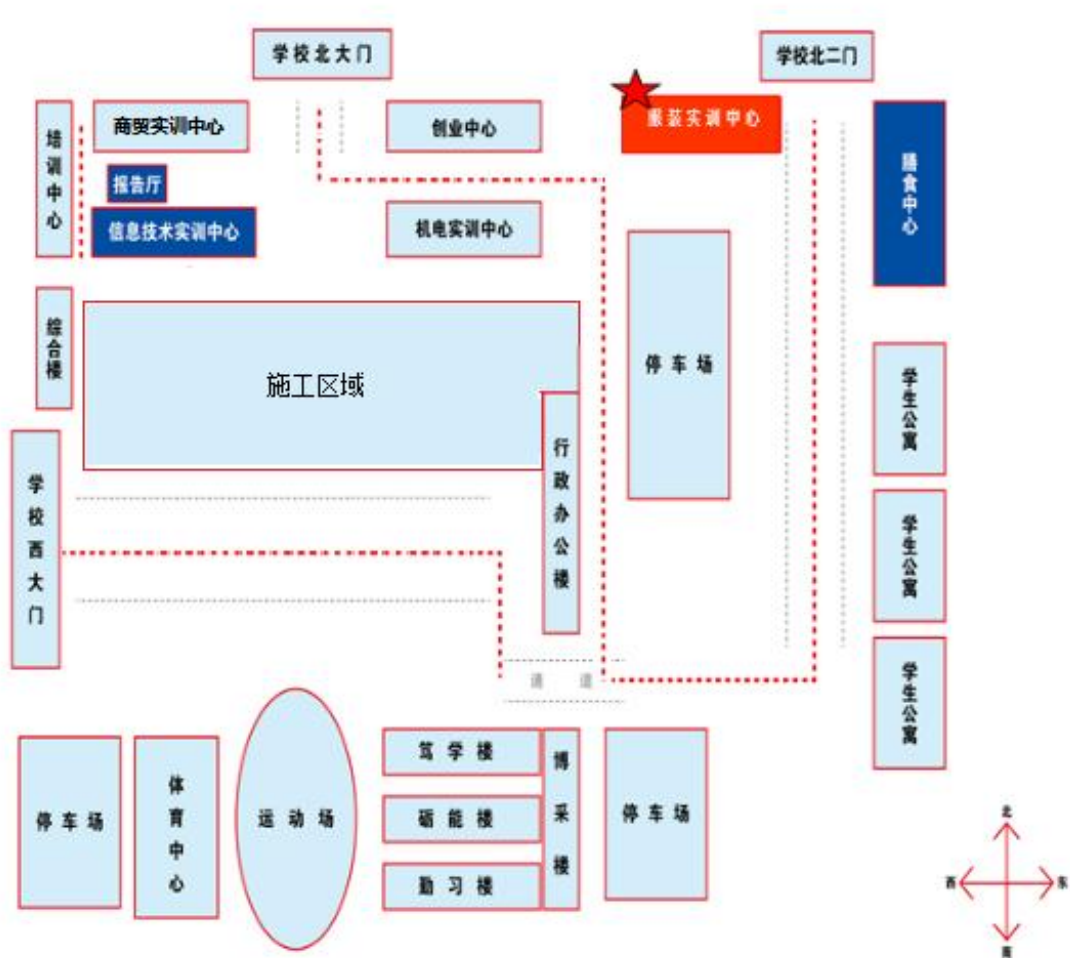 学校北大门
学校北二门
培训中心
商贸实训中心
创业中心
服装实训中心
膳食中心
报告厅
信息技术实训中心
机电实训中心
综合楼
施工区域
停车场
学生公寓
行政办公楼
学校西大门
学生公寓
学生公寓
通道
停车场
体育中心
运动场
笃学楼
砺能楼
勤习楼
博采楼
停车场
北
西
东
南